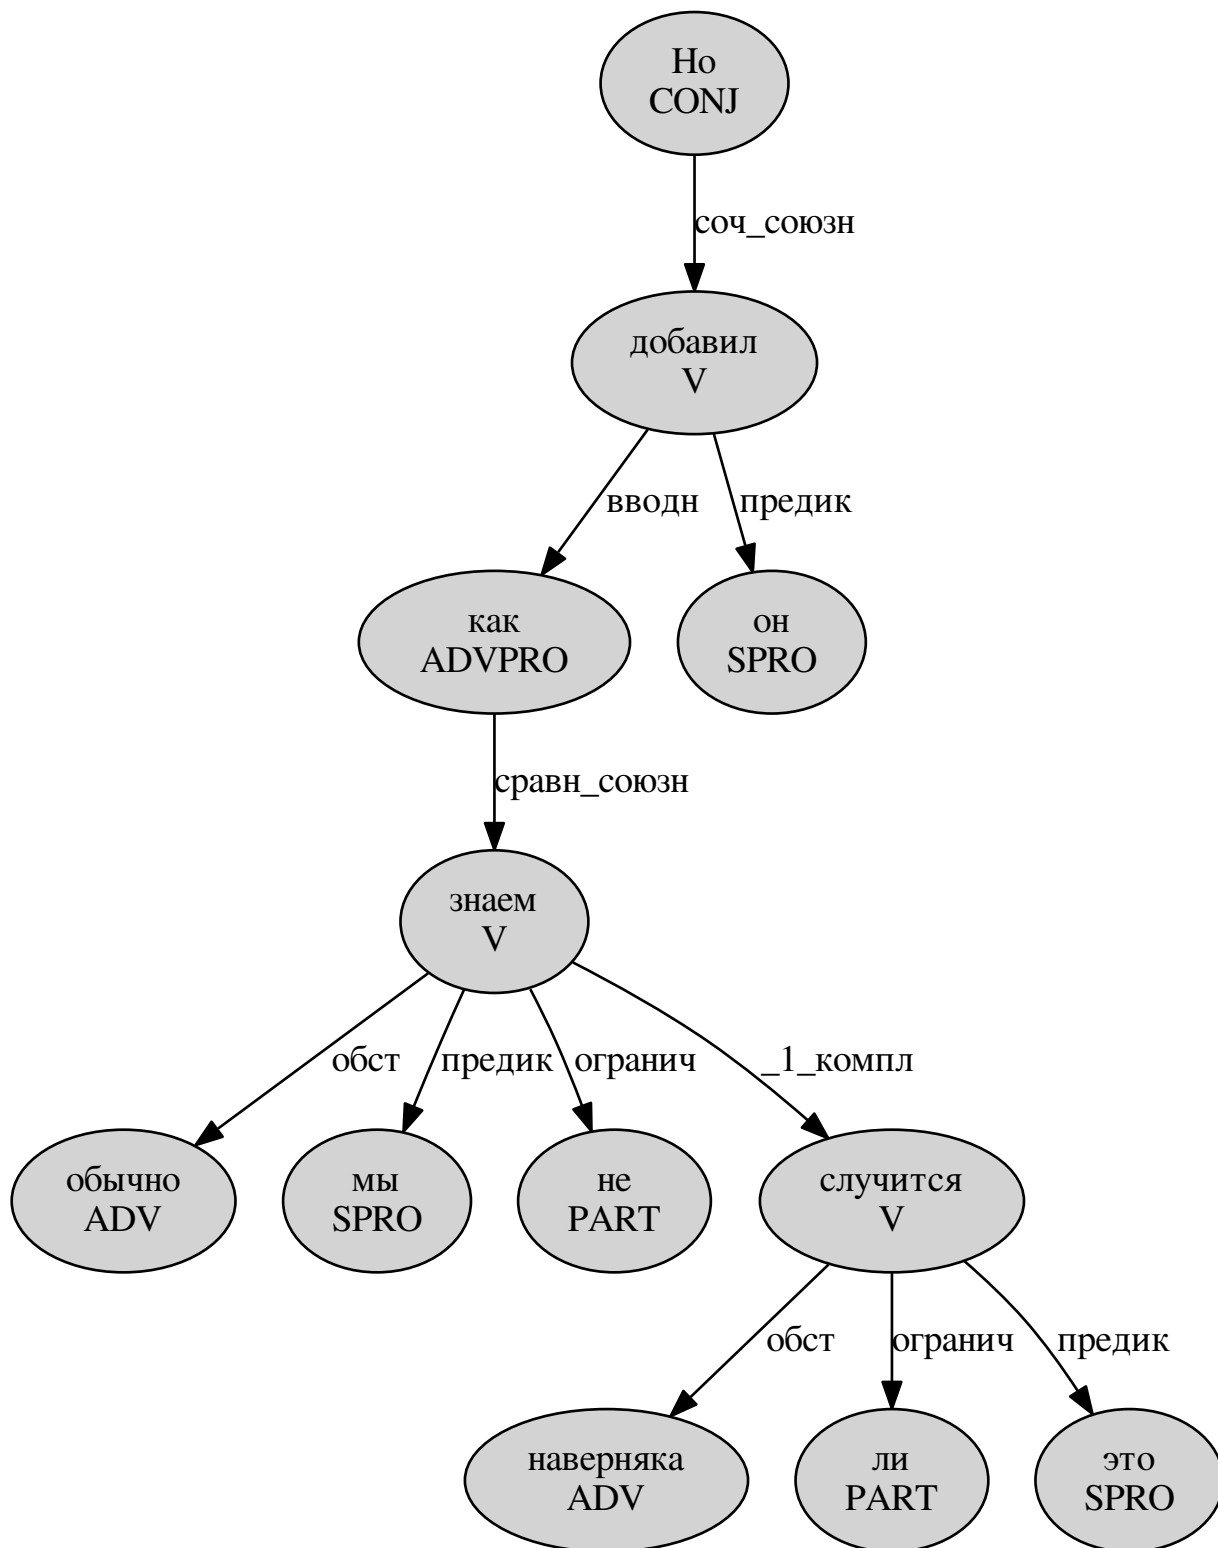 Но
CONJ
соч_союзн
добавил
V
вводн
предик
как
ADVPRO
он
SPRO
сравн_союзн
знаем
V
обст
предик
огранич
_1_компл
обычно
ADV
мы
SPRO
не
PART
случится
V
обст
огранич
предик
наверняка
ADV
ли
PART
это
SPRO